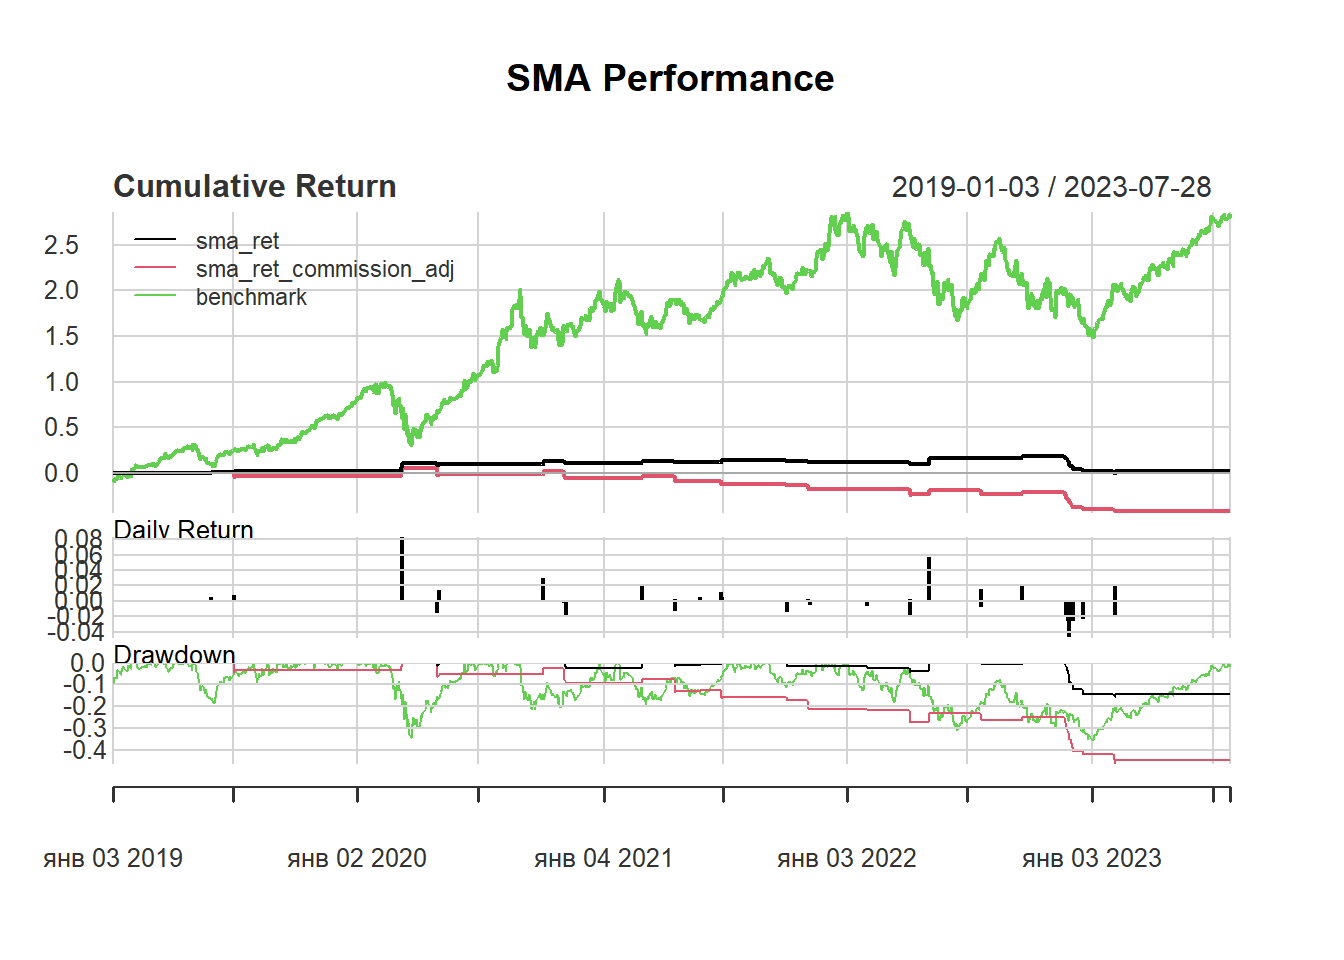 SMA Performance
Cumulative Return 2019-01-03 / 2023-07-28
sma_ret
sma_ret_commission_adj
benchmark
2.5
2.0
1.5
1.0
0.5
0.0
Daily Return
0.08
0.06
0.04
0.02
0.00
-0.02
-0.04
Drawdown
0.0
-0.1
-0.2
-0.3
-0.4
янв 03 2019 янв 02 2020 янв 04 2021 янв 03 2022 янв 03 2023